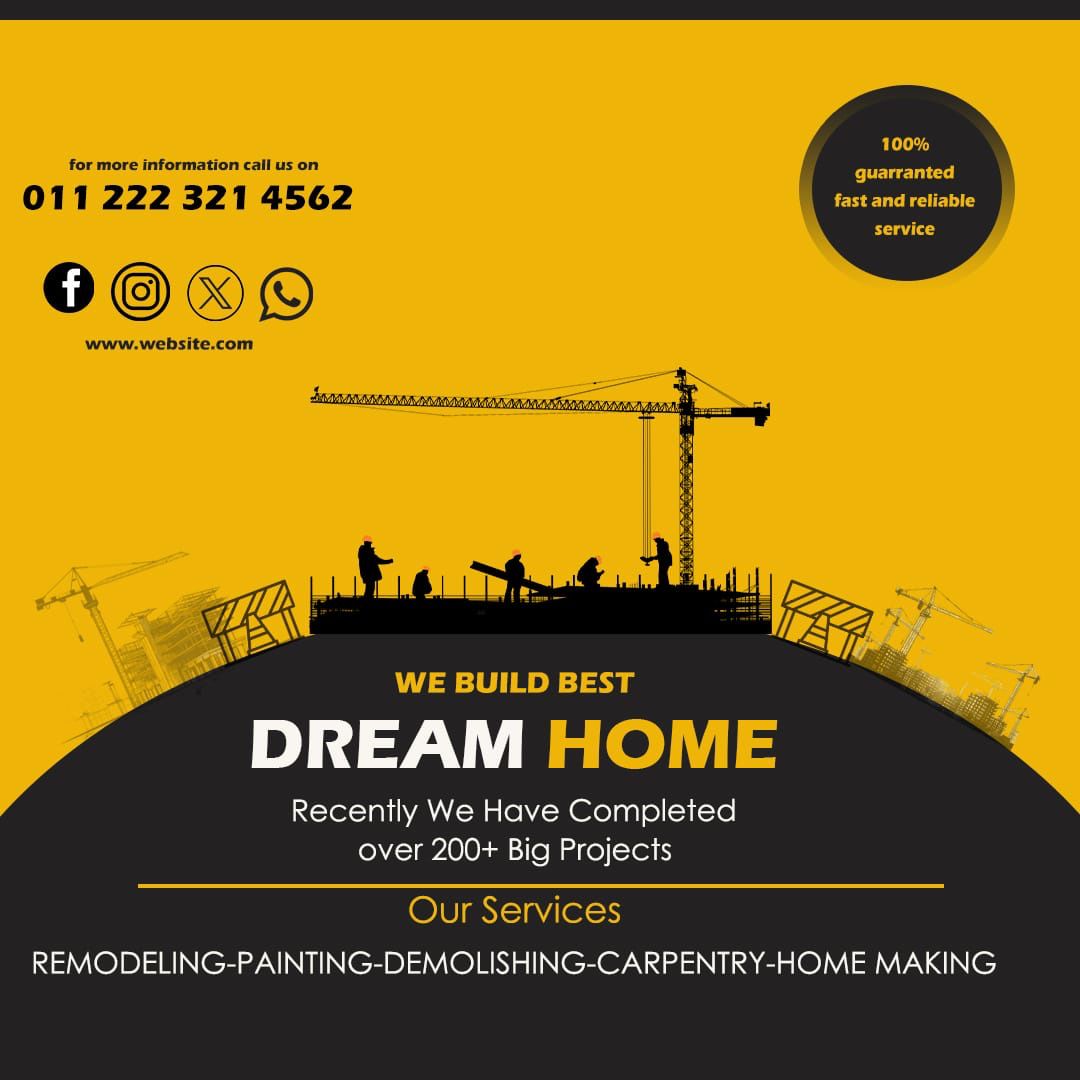 for more information call us on
011 222 321 4562
www.website.com
100%
guarranted
fast and reliable
service
WE BUILD BEST
DREAM HOME
Recently We Have Completed
over 200+ Big Projects
Our Services
REMODELING-PAINTING-DEMOLISHING-CARPENTRY-HOME MAKING